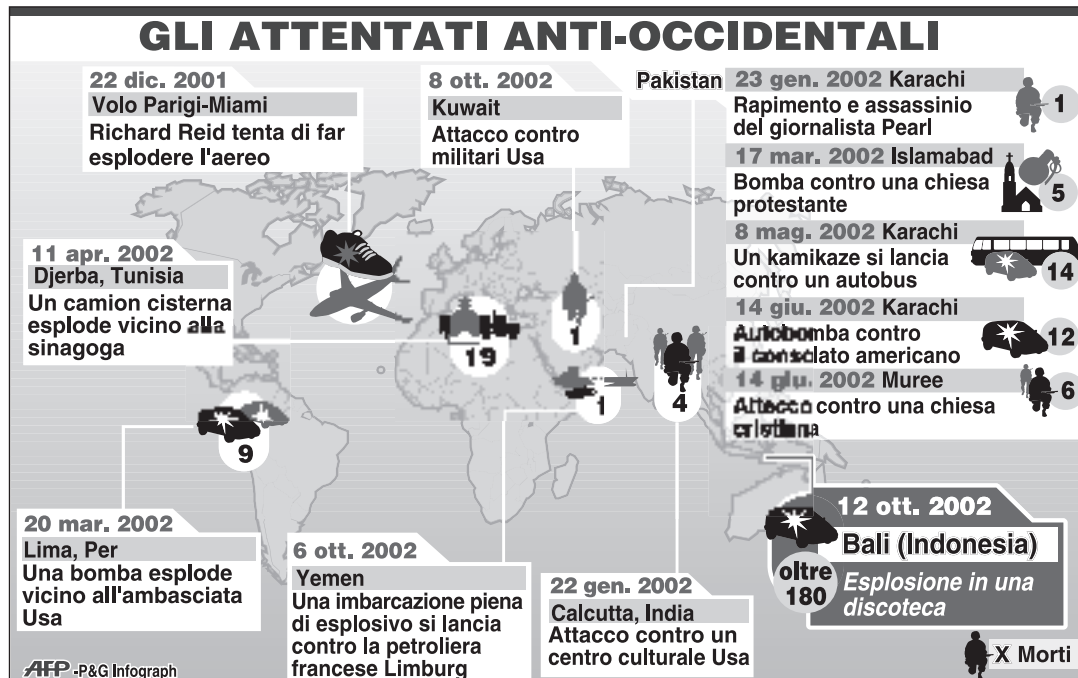 GLI ATTENTATI ANTI-OCCIDENTALI
22 dic. 2001
Volo Parigi-Miami
Richard Reid tenta di far
esplodere l'aereo
8 ott. 2002
Kuwait
Attacco contro
militari Usa
Pakistan
23 gen. 2002 Karachi
Rapimento e assassinio
del giornalista Pearl
1
17 mar. 2002 Islamabad
Bomba contro una chiesa
protestante
5
8 mag. 2002 Karachi
Un kamikaze si lancia
contro un autobus
14
14 giu. 2002 Karachi
Autobomba contro
il consolato americano
12
14 giu. 2002 Muree
Attacco contro una chiesa
cristiana
6
11 apr. 2002
Djerba, Tunisia
Un camion cisterna
esplode vicino alla
sinagoga
19
1
1
4
9
20 mar. 2002
Lima, Per
Una bomba esplode
vicino all'ambasciata
Usa
6 ott. 2002
Yemen
Una imbarcazione piena
di esplosivo si lancia
contro la petroliera
francese Limburg
22 gen. 2002
Calcutta, India
Attacco contro un
centro culturale Usa
12 ott. 2002
Bali (Indonesia)
Esplosione in una
discoteca
oltre
180
X Morti
AFP -P&G Infograph